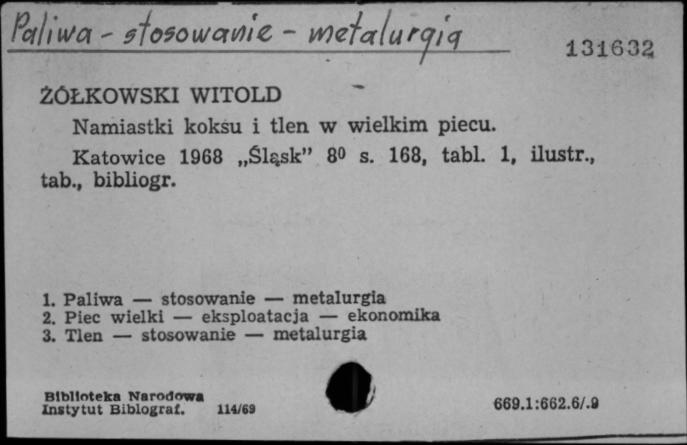 Paliwa - stosowanie - metalurgia
131632
ŻÓŁKOWSKI WITOLD
Namiastki koksu i tlen w wielkim piecu.
Katowice 1968 „Śląsk” 8⁰ s. 168, tabl. 1, ilustr.,
tab., bibliogr.
1. Paliwa — stosowanie — metalurgia
2. Piec wielki — eksploatacja — ekonomika
3. Tlen — stosowanie — metalurgia
Biblioteka Narodowa
Instytut Bibliograf. 114/69
669.1:662.6/.9